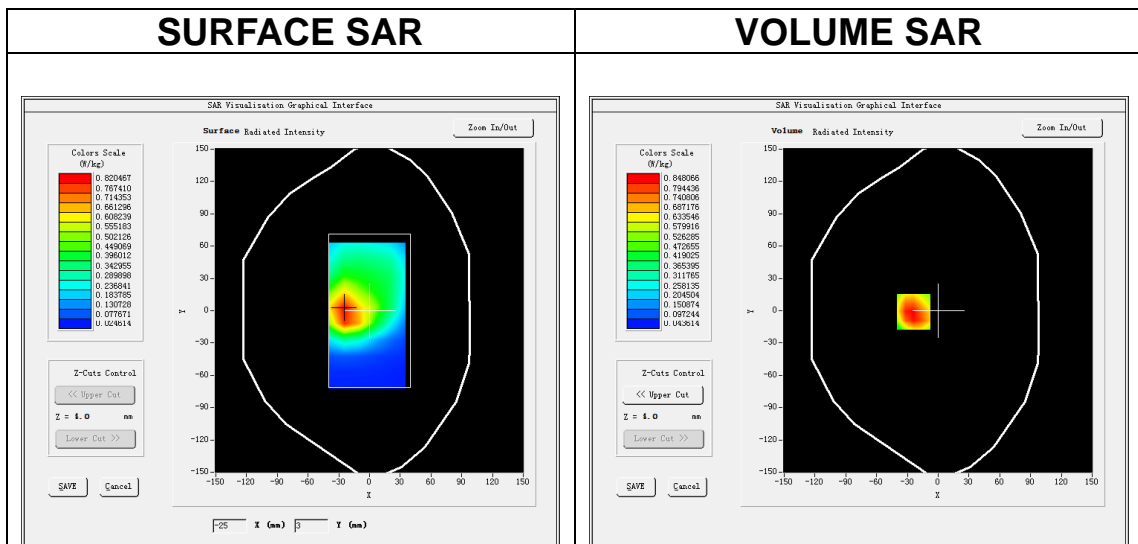 SURFACE SAR
VOLUME SAR
SAR Visualisation Graphical Interface
Surface Radiated Intensity
Zoom In/Out
Colors Scale
(W/kg)
0.820467
0.767410
0.714353
0.661296
0.608239
0.555183
0.502126
0.449069
0.396012
0.342955
0.289898
0.236841
0.183785
0.130728
0.077671
0.024614
Z-Cuts Control
<< Upper Cut
Z = 4.0 mm
Lower Cut >>
SAVE
Cancel
150
120
90
60
30
0
-30
-60
-90
-120
-150
Y
-150 -120 -90 -60 -30 0 30 60 90 120 150
X
-25 X (mm) 3 Y (mm)
SAR Visualisation Graphical Interface
Volume Radiated Intensity
Zoom In/Out
Colors Scale
(W/kg)
0.848066
0.794436
0.740806
0.687176
0.633546
0.579916
0.526285
0.472655
0.419025
0.365395
0.311765
0.258135
0.204504
0.150874
0.097244
0.043614
Z-Cuts Control
<< Upper Cut
Z = 4.0 mm
Lower Cut >>
SAVE
Cancel
150
120
90
60
30
0
-30
-60
-90
-120
-150
Y
-150 -120 -90 -60 -30 0 30 60 90 120 150
X